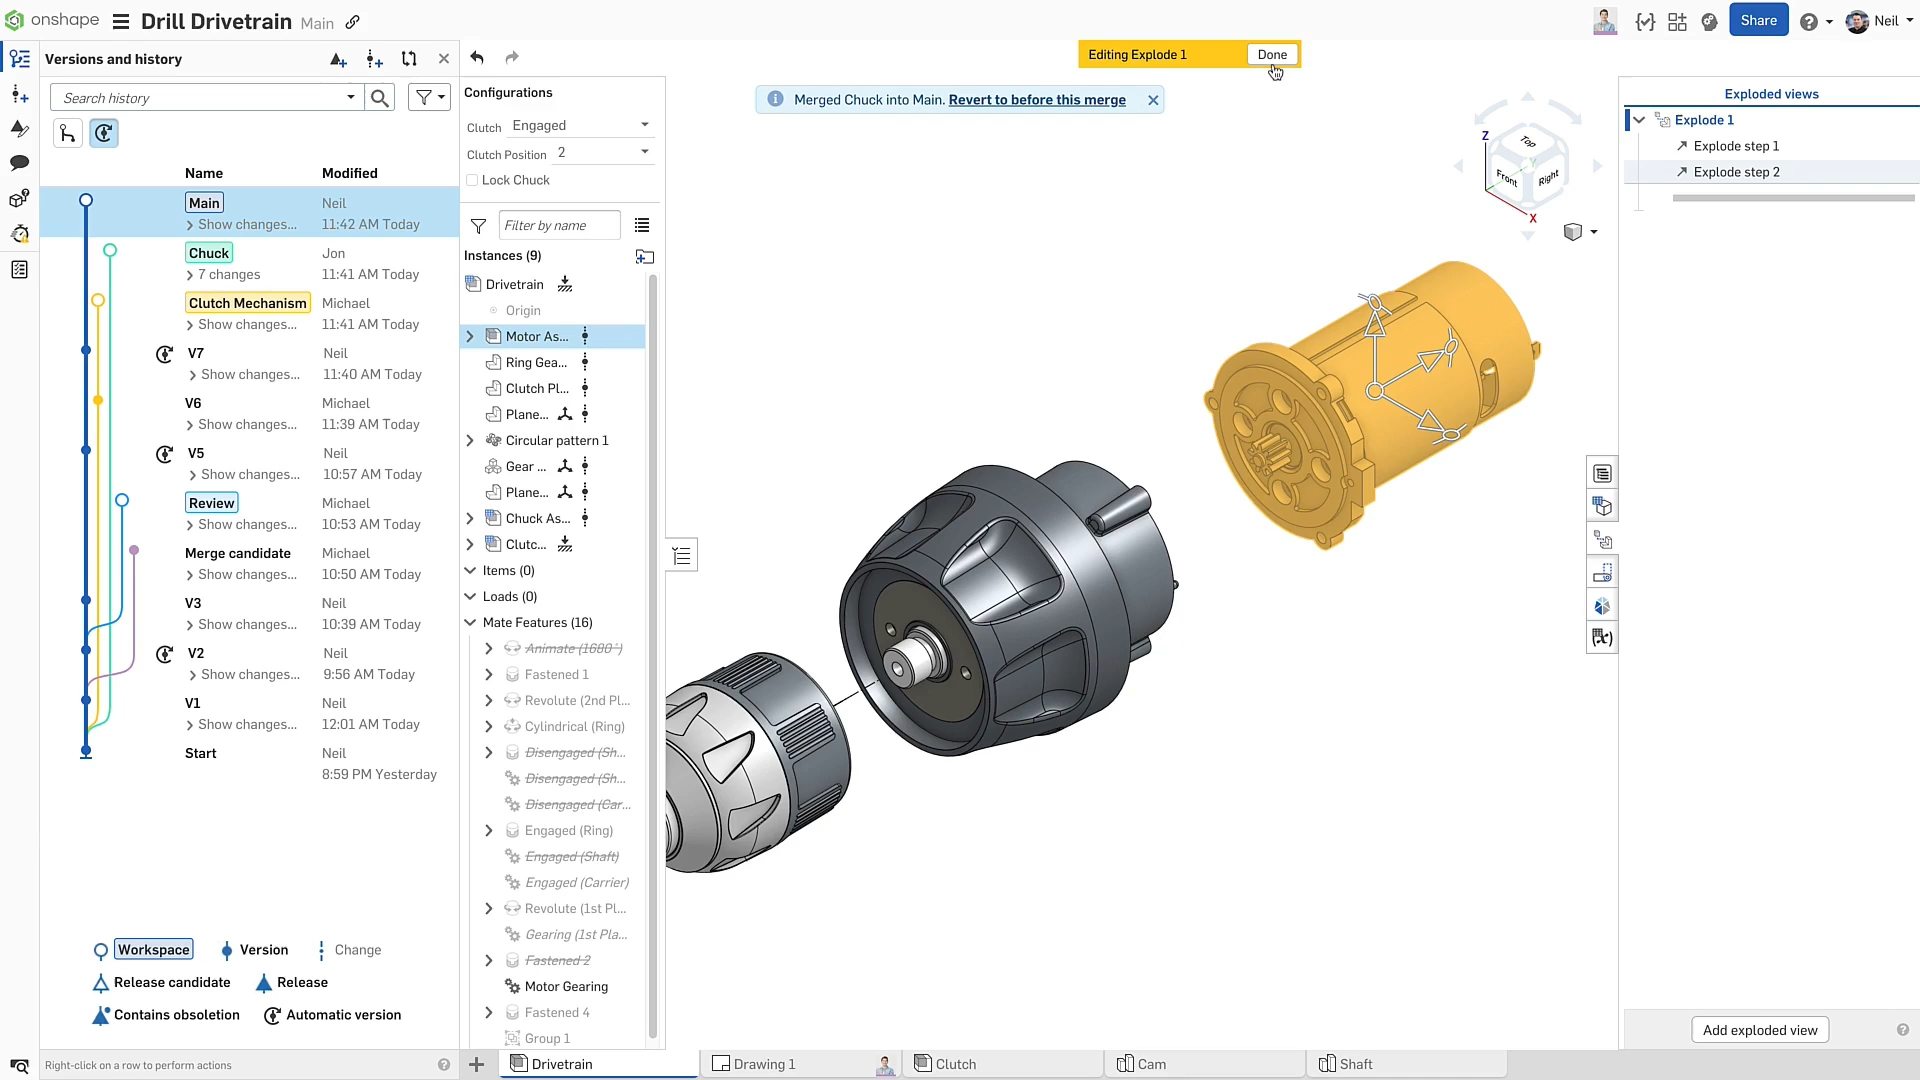 onshape
Drill Drivetrain Main
Share
Neil
Versions and history
Search history
Name Modified
Main Neil
Show changes... 11:42 AM Today
Chuck Jon
7 changes 11:41 AM Today
Clutch Mechanism Michael
Show changes... 11:41 AM Today
V7 Neil
Show changes... 11:40 AM Today
V6 Michael
Show changes... 11:39 AM Today
V5 Neil
Show changes... 10:57 AM Today
Review Michael
Show changes... 10:53 AM Today
Merge candidate Michael
Show changes... 10:50 AM Today
V3 Neil
Show changes... 10:39 AM Today
V2 Neil
Show changes... 9:56 AM Today
V1 Neil
Show changes... 12:01 AM Today
Start Neil
8:59 PM Yesterday
Workspace Version Change
Release candidate Release
Contains obsoletion Automatic version
Right-click on a row to perform actions
Configurations
Clutch Engaged
Clutch Position 2
Lock Chuck
Filter by name
Instances (9)
Drivetrain
Origin
Motor As...
Ring Gea...
Clutch Pl...
Plane...
Circular pattern 1
Gear ...
Plane...
Chuck As...
Clutc...
Items (0)
Loads (0)
Mate Features (16)
Animate (1680°)
Fastened 1
Revolute (2nd Pl...
Cylindrical (Ring)
Disengaged (Sh...
Disengaged (Sh...
Disengaged (Car...
Engaged (Ring)
Engaged (Shaft)
Engaged (Carrier)
Revolute (1st Pl...
Gearing (1st Pla...
Fastened 2
Motor Gearing
Fastened 4
Group 1
Editing Explode 1 Done
Merged Chuck into Main. Revert to before this merge
Z
Top
Y
Front
Right
X
Exploded views
Explode 1
Explode step 1
Explode step 2
Add exploded view
Drivetrain
Drawing 1
Clutch
Cam
Shaft